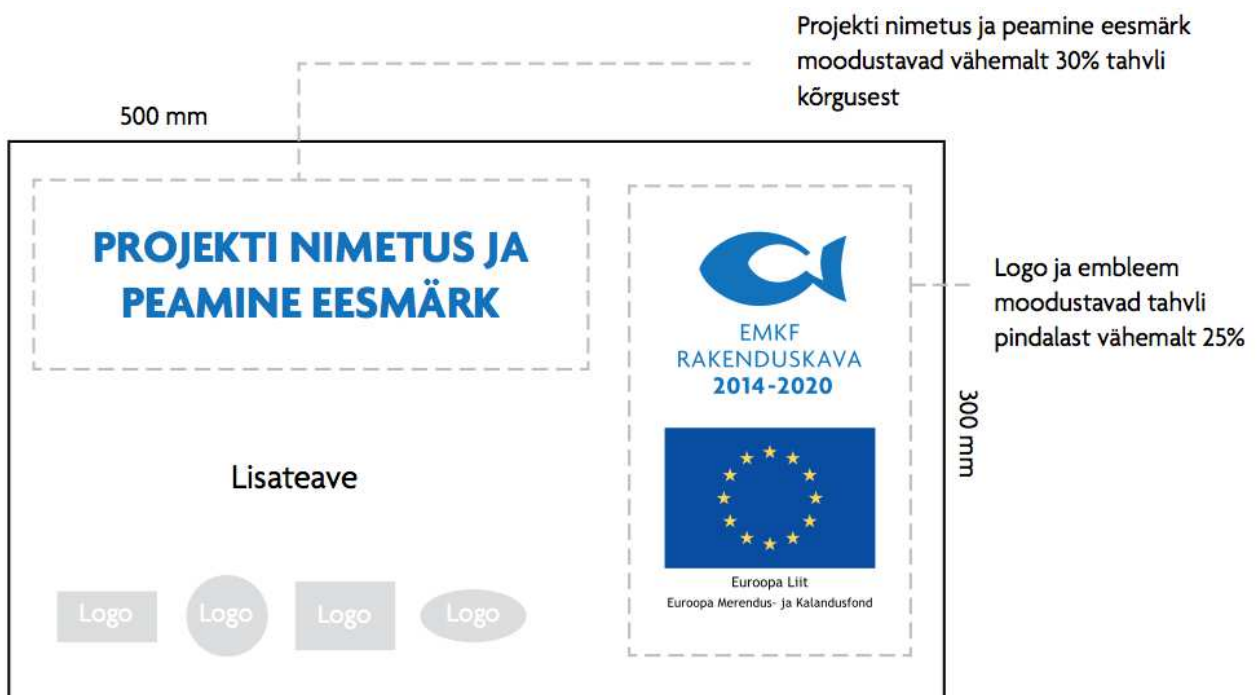 Projekti nimetus ja peamine eesmärk
moodustavad vähemalt 30% tahvli
kõrgusest
500 mm
PROJEKTI NIMETUS JA
PEAMINE EESMÄRK
EMKF
RAKENDUSKAVA
2014-2020
Logo ja embleem
moodustavad tahvli
pindalast vähemalt 25%
300 mm
Lisateave
Euroopa Liit
Euroopa Merendus- ja Kalandusfond
Logo
Logo
Logo
Logo